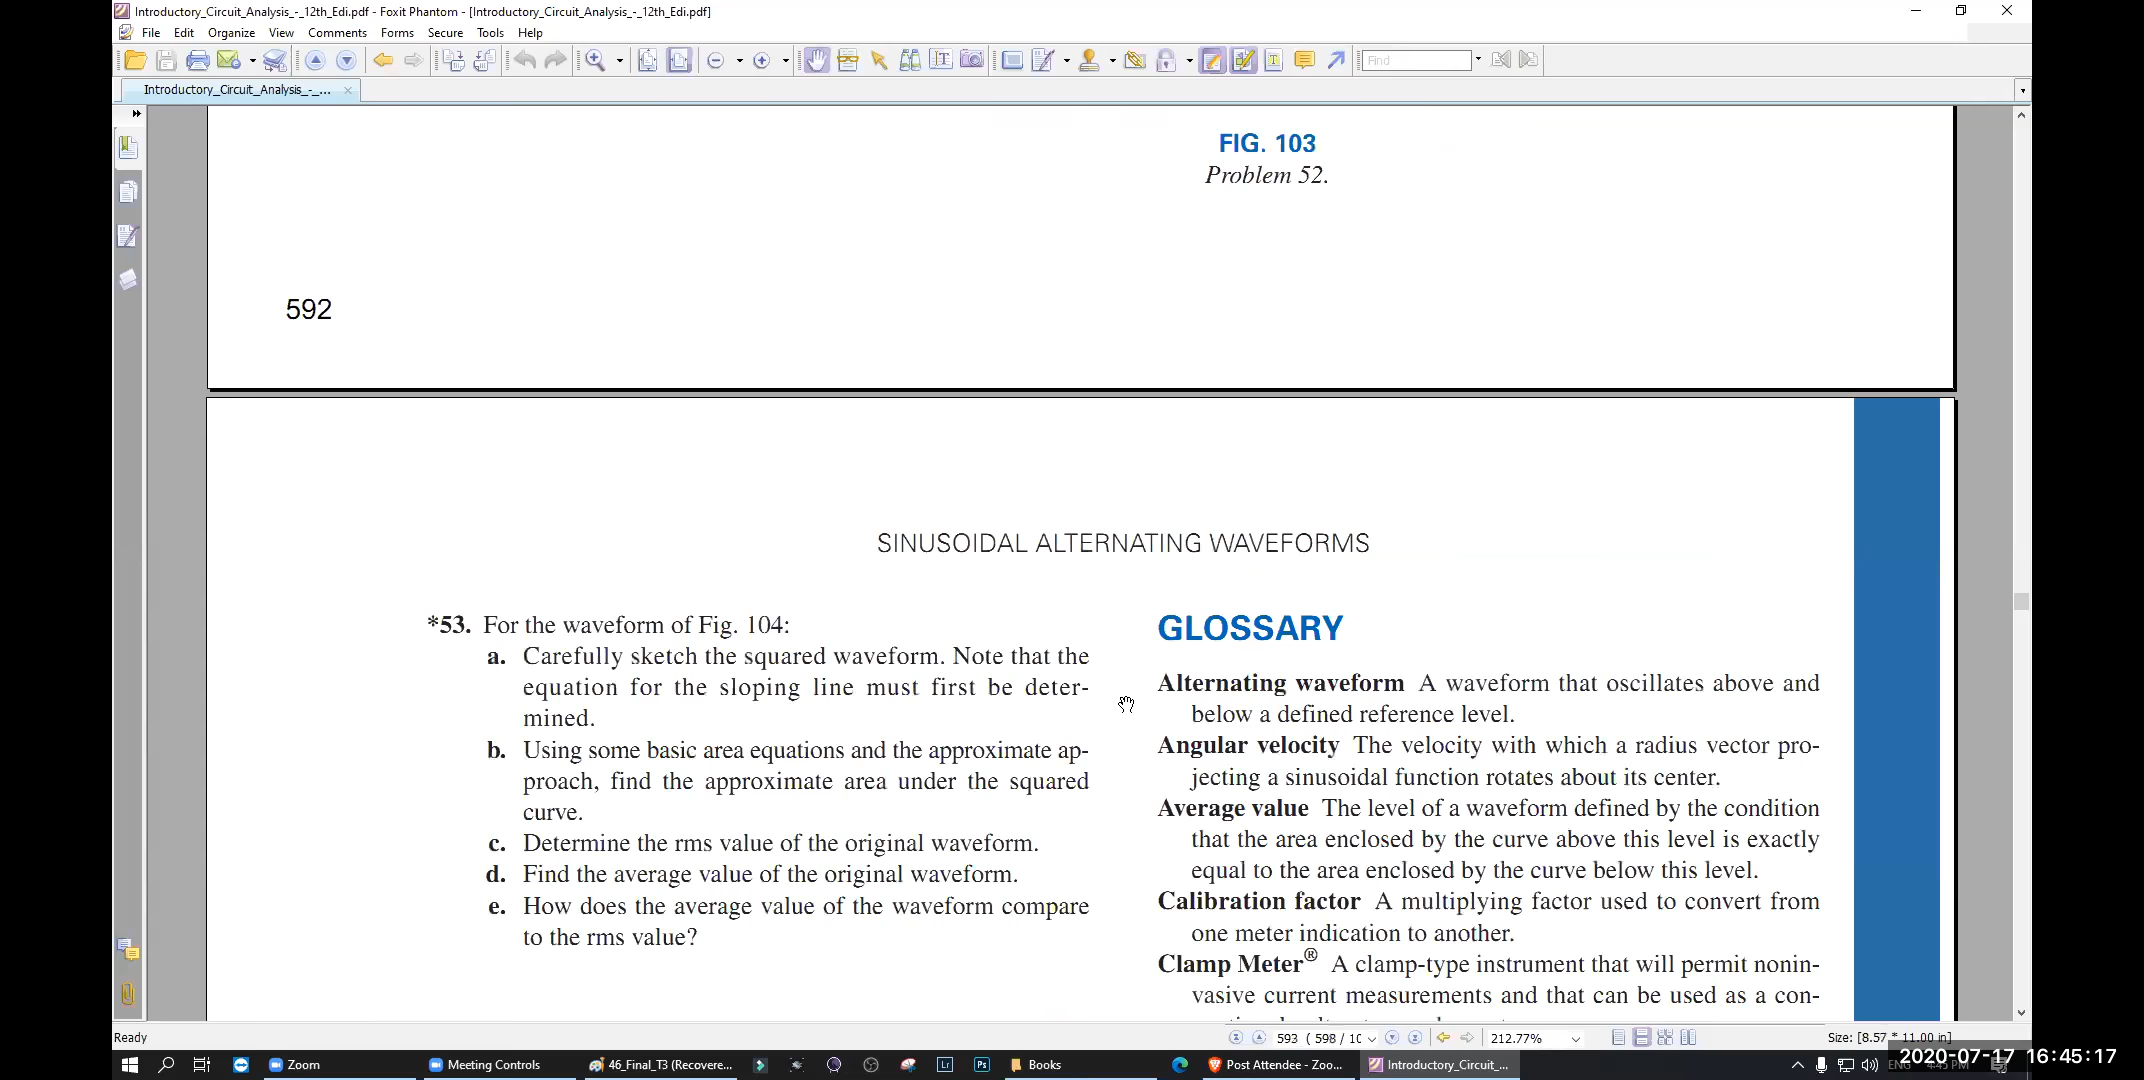 Introductory_Circuit_Analysis_-_12th_Edi.pdf - Foxit Phantom - [Introductory_Circuit_Analysis_-_12th_Edi.pdf]
File Edit Organize View Comments Forms Secure Tools Help
Find
Introductory_Circuit_Analysis_-_...
FIG. 103
Problem 52.
592
SINUSOIDAL ALTERNATING WAVEFORMS
*53. For the waveform of Fig. 104:
a. Carefully sketch the squared waveform. Note that the
equation for the sloping line must first be deter-
mined.
b. Using some basic area equations and the approximate ap-
proach, find the approximate area under the squared
curve.
c. Determine the rms value of the original waveform.
d. Find the average value of the original waveform.
e. How does the average value of the waveform compare
to the rms value?
GLOSSARY
Alternating waveform A waveform that oscillates above and
below a defined reference level.
Angular velocity The velocity with which a radius vector pro-
jecting a sinusoidal function rotates about its center.
Average value The level of a waveform defined by the condition
that the area enclosed by the curve above this level is exactly
equal to the area enclosed by the curve below this level.
Calibration factor A multiplying factor used to convert from
one meter indication to another.
Clamp Meter® A clamp-type instrument that will permit nonin-
vasive current measurements and that can be used as a con-
Ready
593 ( 598 / 10
212.77%
Size: [8.57 * 11.00 in]
Zoom
Meeting Controls
46_Final_T3 (Recovere...
Lr
Ps
Books
Post Attendee - Zoo...
Introductory_Circuit_...
ENG
4:45 PM
2020-07-17 16:45:17